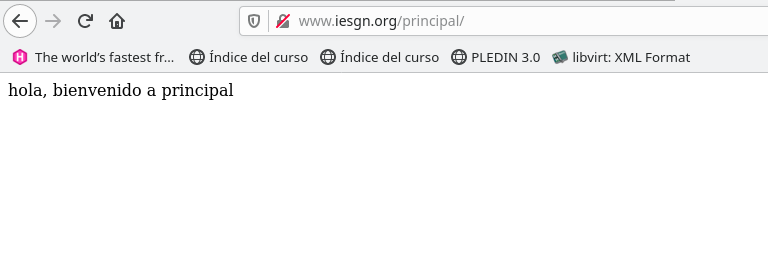 www.iesgn.org/principal/
The world's fastest fr... Índice del curso Índice del curso PLEDIN 3.0 libvirt: XML Format
hola, bienvenido a principal